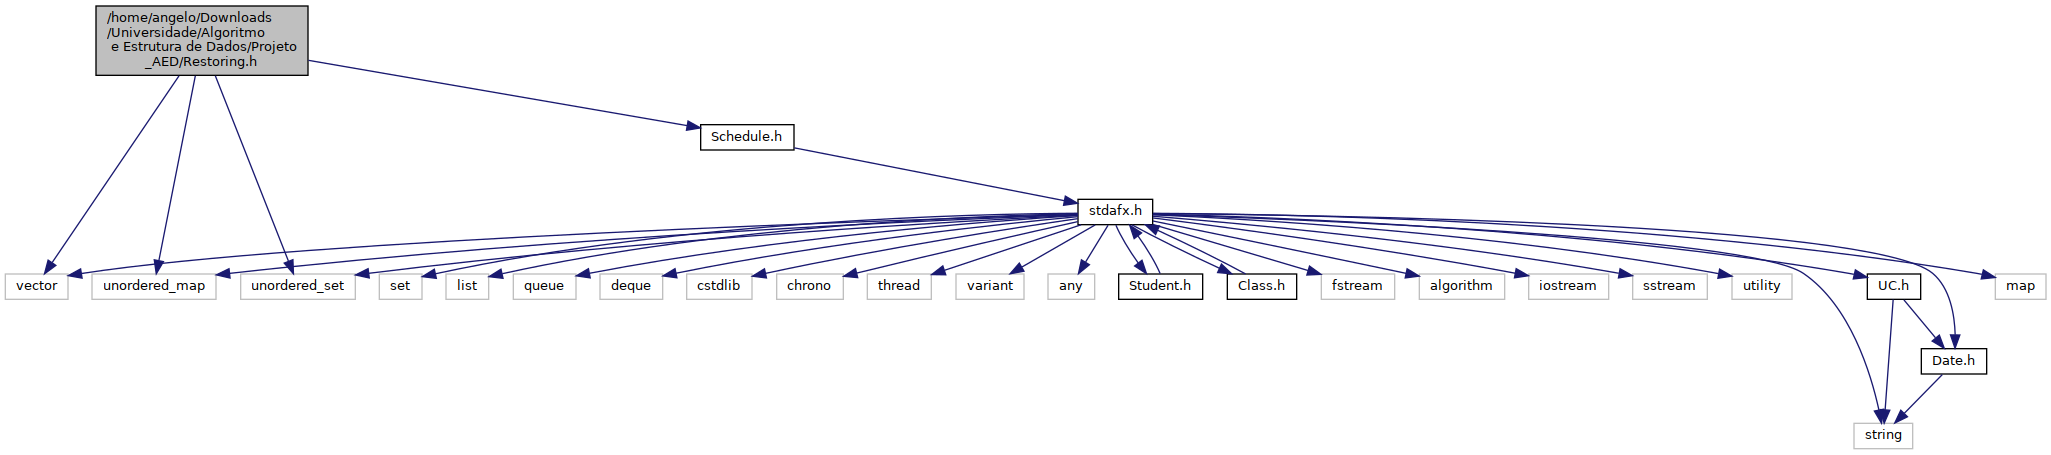 /home/angelo/Downloads
/Universidade/Algoritmo
e Estrutura de Dados/Projeto
_AED/Restoring.h
Schedule.h
stdafx.h
vector
unordered_map
unordered_set
set
list
queue
deque
cstdlib
chrono
thread
variant
any
Student.h
Class.h
fstream
algorithm
iostream
sstream
utility
UC.h
map
Date.h
string